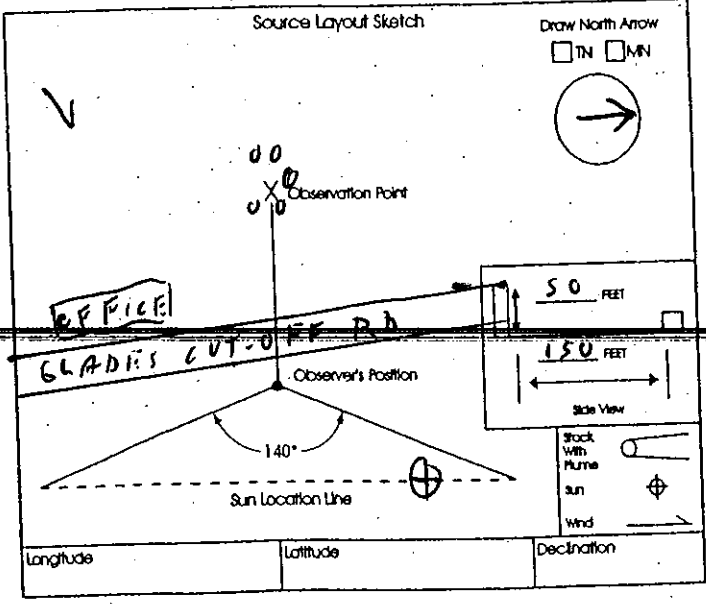 Source Layout Sketch
Draw North Arrow
TN MN
Observation Point
OFFICE
50 FEET
GLADES CUT-OFF RD
150 FEET
Observer's Position
Side View
140°
Stack With Plume
Sun
Sun Location Line
Wind
Longitude
Latitude
Declination